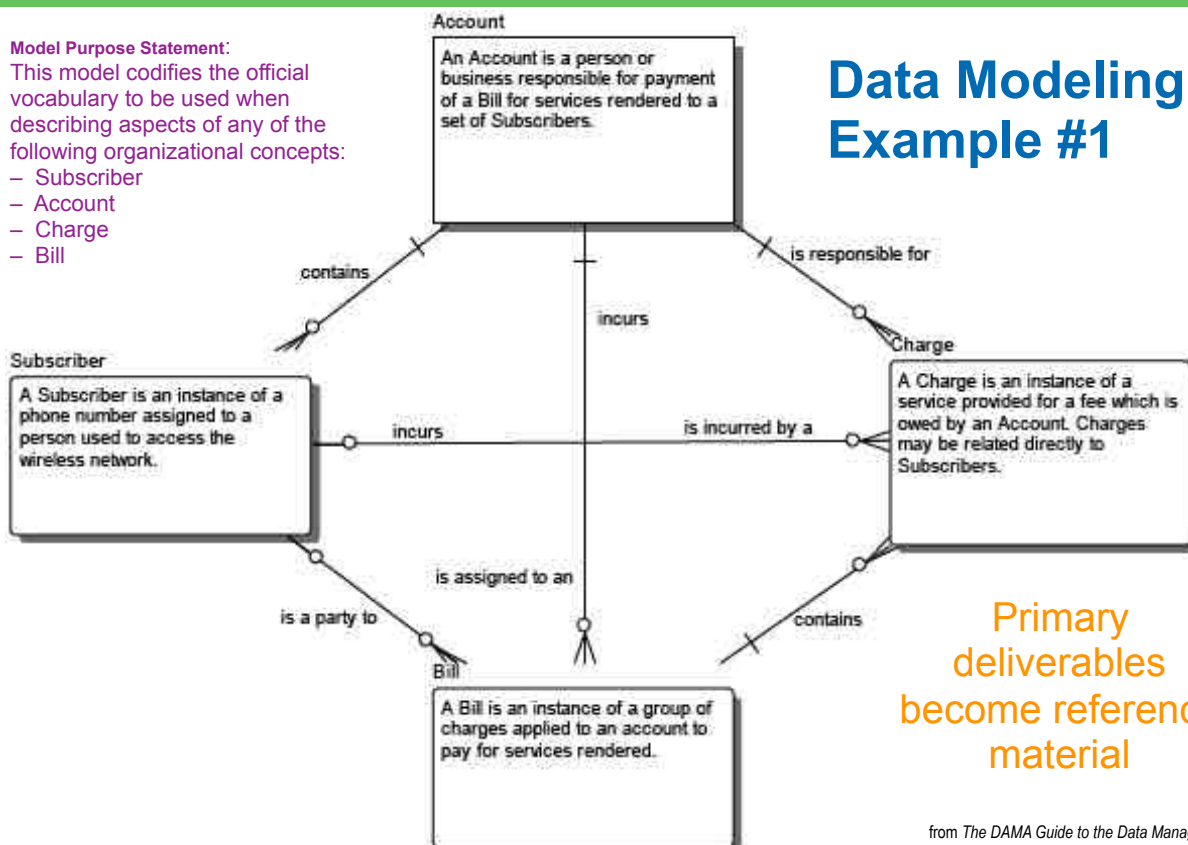 Account
Model Purpose Statement:
This model codifies the official
vocabulary to be used when
describing aspects of any of the
following organizational concepts:
– Subscriber
– Account
– Charge
– Bill
An Account is a person or
business responsible for payment
of a Bill for services rendered to a
set of Subscribers.
Data Modeling
Example #1
contains
incurs
is responsible for
Subscriber
A Subscriber is an instance of a
phone number assigned to a
person used to access the
wireless network.
incurs
is incurred by a
Charge
A Charge is an instance of a
service provided for a fee which is
owed by an Account. Charges
may be related directly to
Subscribers.
is a party to
is assigned to an
contains
Bill
A Bill is an instance of a group of
charges applied to an account to
pay for services rendered.
Primary
deliverables
become referenc
material
from The DAMA Guide to the Data Manag